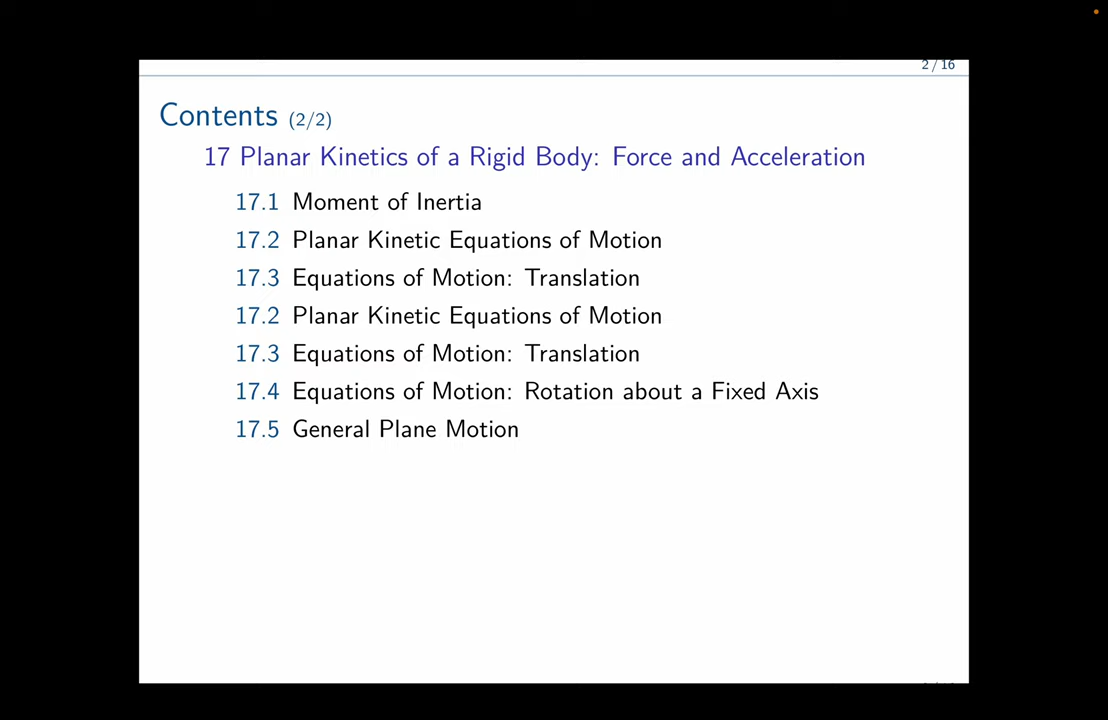 2 / 16
Contents (2/2)
17 Planar Kinetics of a Rigid Body: Force and Acceleration
17.1 Moment of Inertia
17.2 Planar Kinetic Equations of Motion
17.3 Equations of Motion: Translation
17.2 Planar Kinetic Equations of Motion
17.3 Equations of Motion: Translation
17.4 Equations of Motion: Rotation about a Fixed Axis
17.5 General Plane Motion